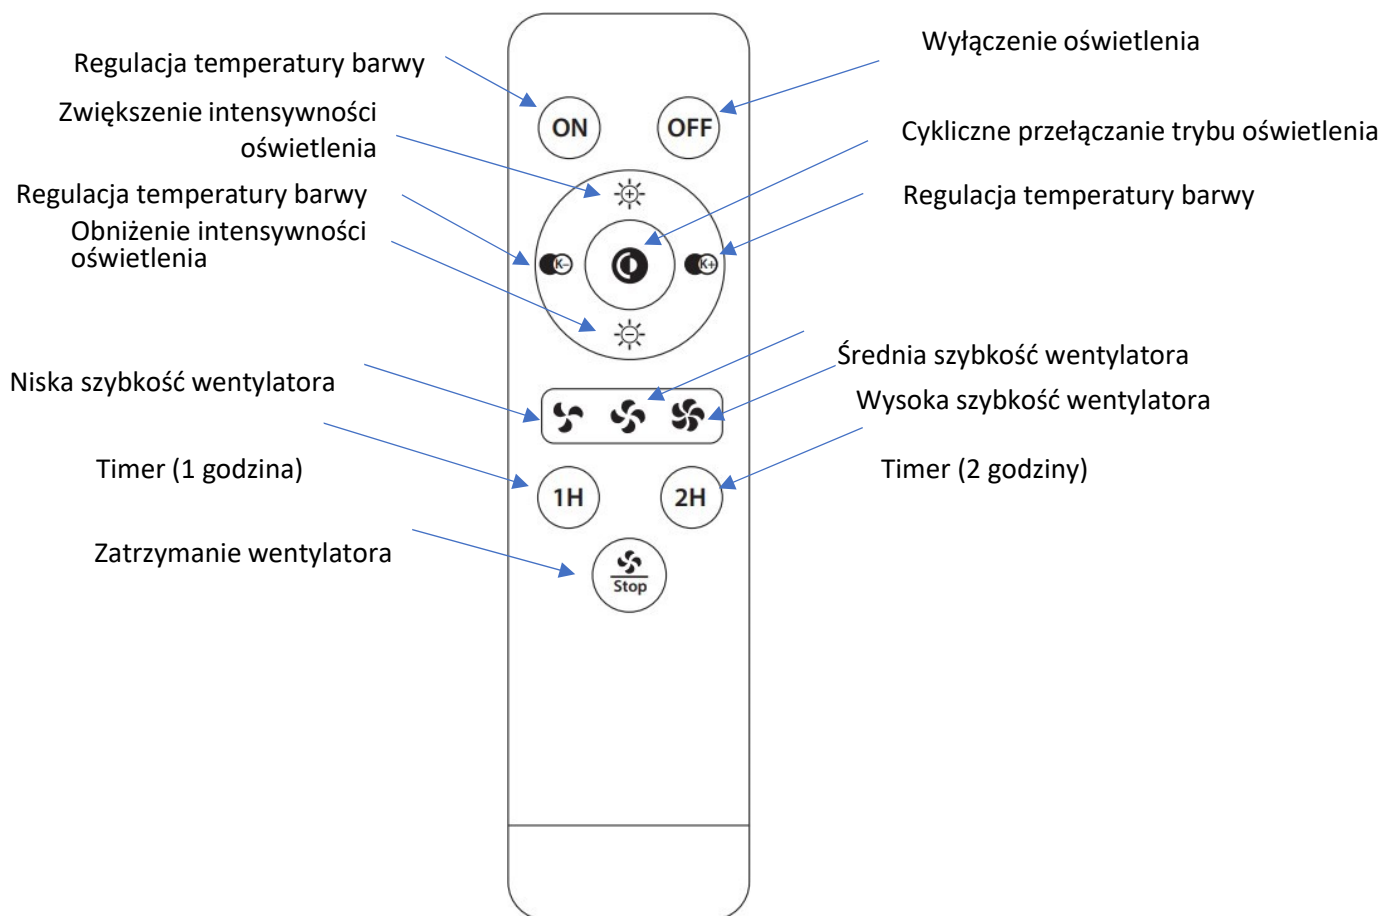 Regulacja temperatury barwy
Wyłączenie oświetlenia
Zwiększenie intensywności
oświetlenia
ON
OFF
Cykliczne przełączanie trybu oświetlenia
Regulacja temperatury barwy
Regulacja temperatury barwy
Obniżenie intensywności
oświetlenia
K-
K+
Średnia szybkość wentylatora
Niska szybkość wentylatora
Wysoka szybkość wentylatora
Timer (1 godzina)
Timer (2 godziny)
1H
2H
Zatrzymanie wentylatora
Stop